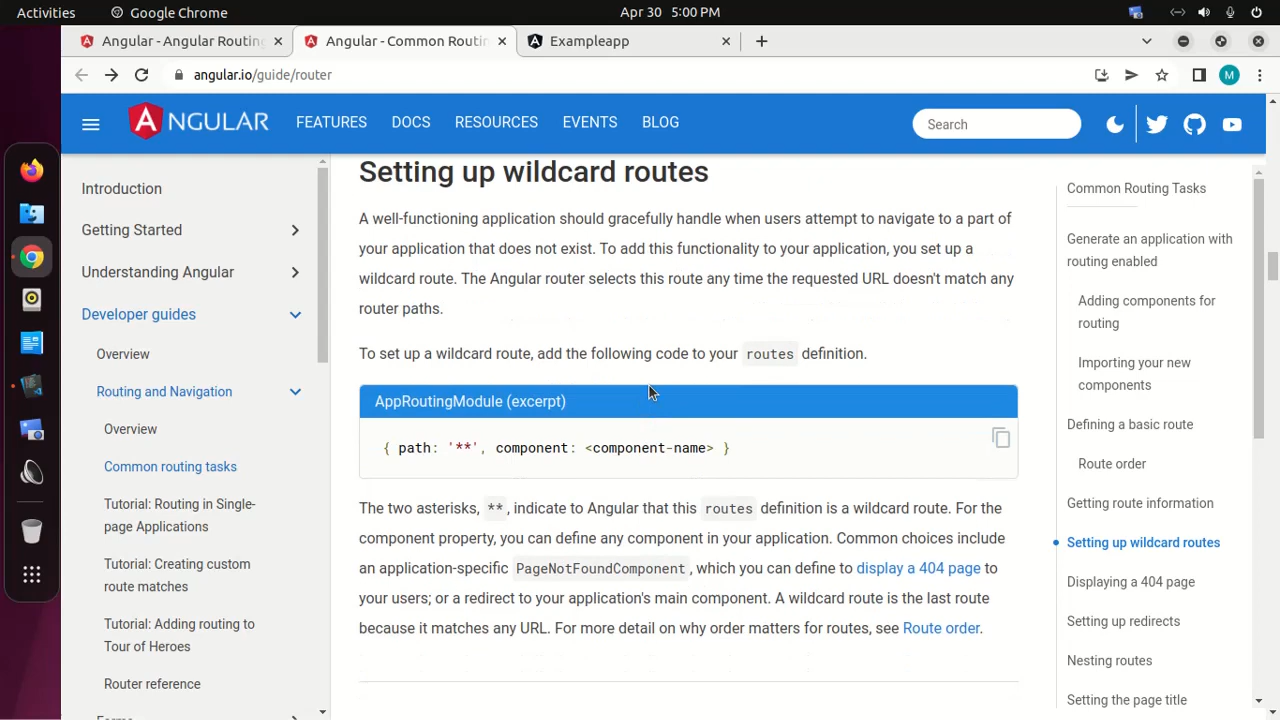 Activities
Google Chrome
Apr 30 5:00 PM
Angular - Angular Routing
Angular - Common Routin
Exampleapp
angular.io/guide/router
M
ANGULAR
FEATURES
DOCS
RESOURCES
EVENTS
BLOG
Search
Introduction
Getting Started
Understanding Angular
Developer guides
Overview
Routing and Navigation
Overview
Common routing tasks
Tutorial: Routing in Single-
page Applications
Tutorial: Creating custom
route matches
Tutorial: Adding routing to
Tour of Heroes
Router reference
Setting up wildcard routes
A well-functioning application should gracefully handle when users attempt to navigate to a part of
your application that does not exist. To add this functionality to your application, you set up a
wildcard route. The Angular router selects this route any time the requested URL doesn't match any
router paths.
To set up a wildcard route, add the following code to your routes definition.
AppRoutingModule (excerpt)
{ path: '**', component: <component-name> }
The two asterisks, **, indicate to Angular that this routes definition is a wildcard route. For the
component property, you can define any component in your application. Common choices include
an application-specific PageNotFoundComponent, which you can define to display a 404 page to
your users; or a redirect to your application's main component. A wildcard route is the last route
because it matches any URL. For more detail on why order matters for routes, see Route order.
Common Routing Tasks
Generate an application with
routing enabled
Adding components for
routing
Importing your new
components
Defining a basic route
Route order
Getting route information
Setting up wildcard routes
Displaying a 404 page
Setting up redirects
Nesting routes
Setting the page title